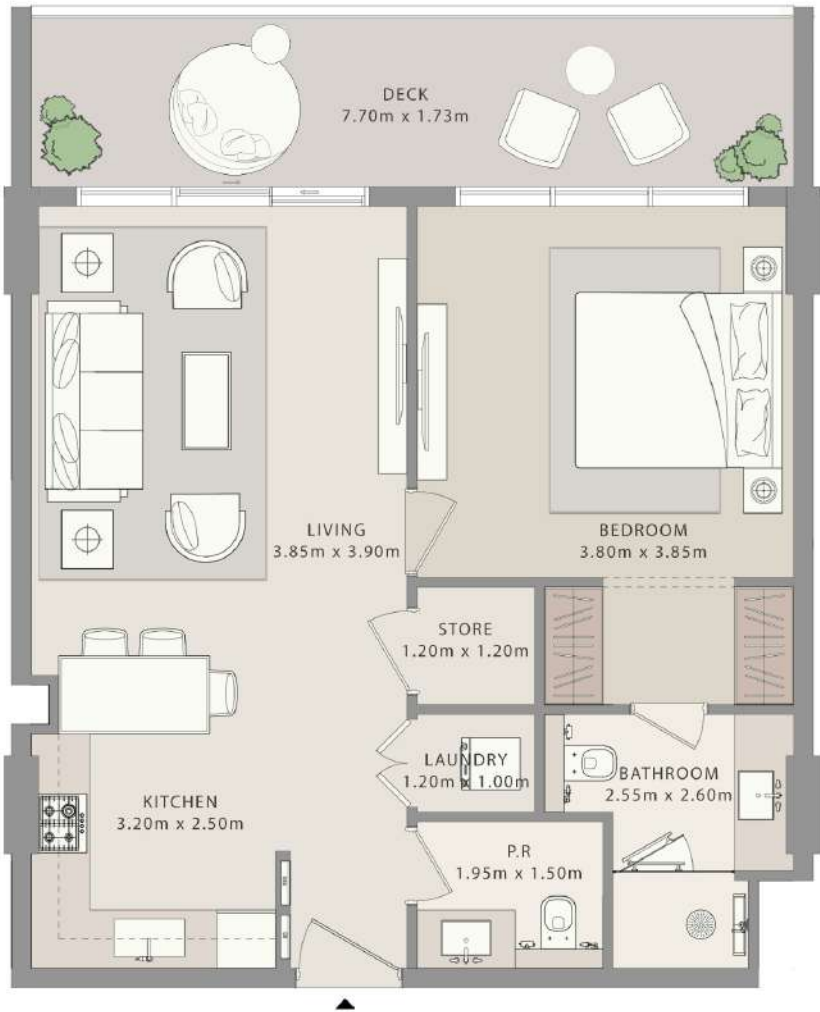 DECK
7.70m x 1.73m
LIVING
3.85m x 3.90m
BEDROOM
3.80m x 3.85m
STORE
1.20m x 1.20m
LAUNDRY
1.20m x 1.00m
BATHROOM
2.55m x 2.60m
KITCHEN
3.20m x 2.50m
P.R
1.95m x 1.50m